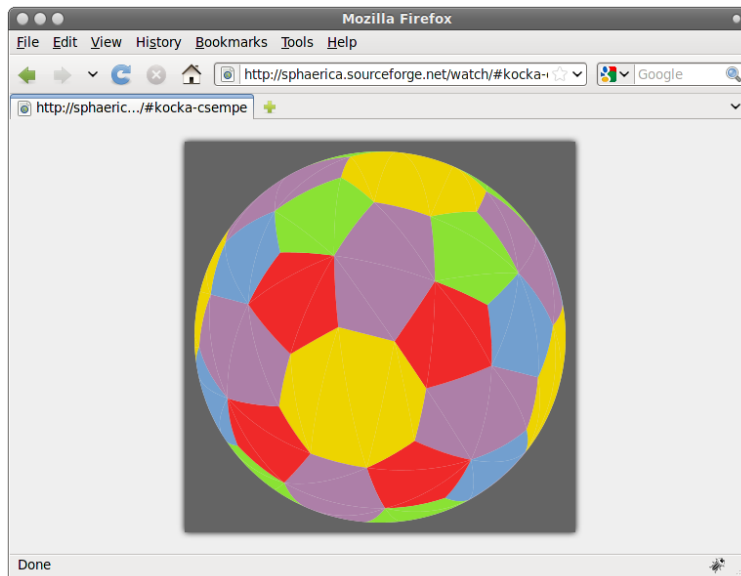 Mozilla Firefox
File Edit View History Bookmarks Tools Help
http://sphaerica.sourceforge.net/watch/#kocka- Google
http://sphaeric.../#kocka-csempe
Done